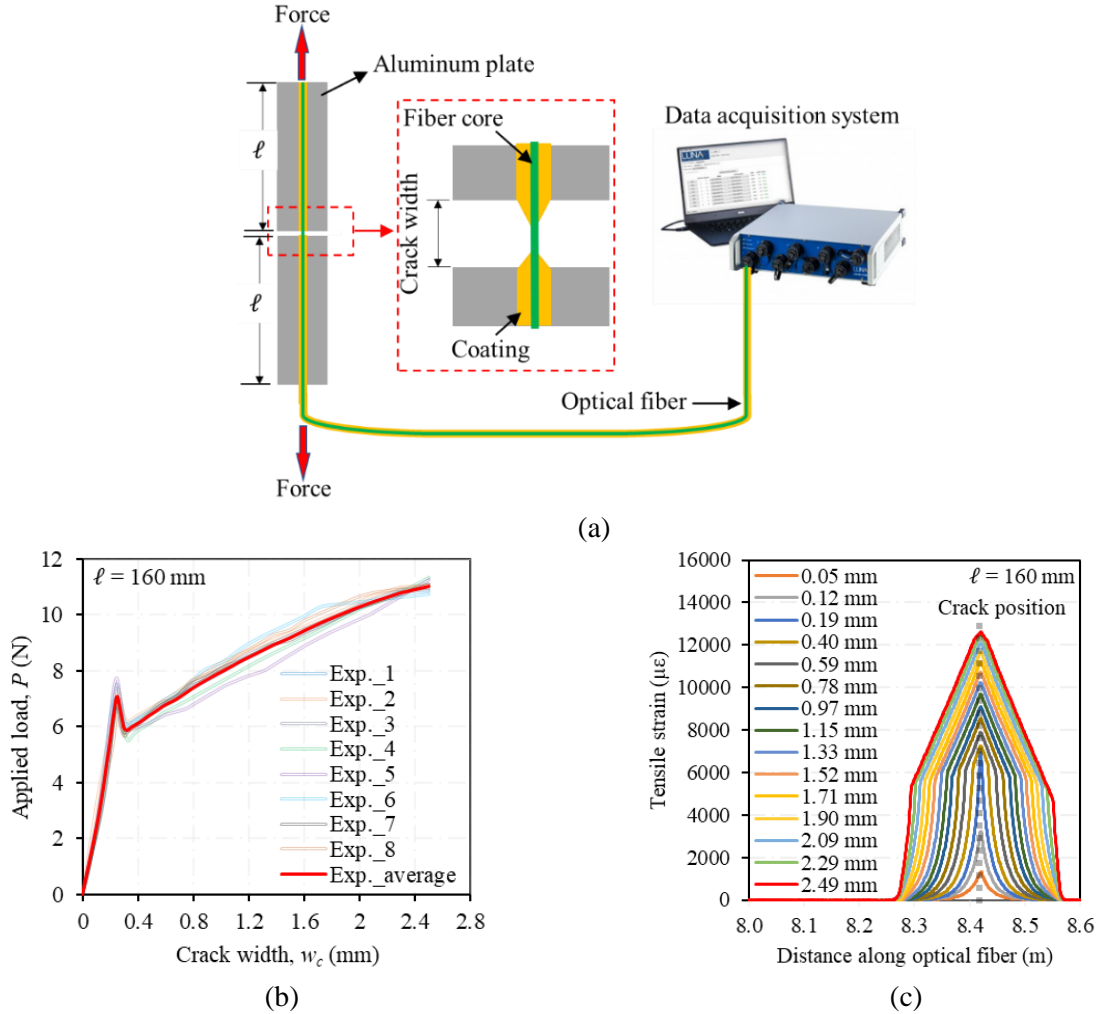 Force
Aluminum plate
Fiber core
Data acquisition system
ℓ
Crack width
ℓ
LUNA
LUNA
Coating
Optical fiber
Force
(a)
12
10
8
6
4
2
0
ℓ = 160 mm
Applied load, P (N)
Exp._1
Exp._2
Exp._3
Exp._4
Exp._5
Exp._6
Exp._7
Exp._8
Exp._average
0 0.4 0.8 1.2 1.6 2.0 2.4 2.8
Crack width, w_c (mm)
(b)
16000
14000
12000
10000
8000
6000
4000
2000
0
Tensile strain (με)
0.05 mm
0.12 mm
0.19 mm
0.40 mm
0.59 mm
0.78 mm
0.97 mm
1.15 mm
1.33 mm
1.52 mm
1.71 mm
1.90 mm
2.09 mm
2.29 mm
2.49 mm
ℓ = 160 mm
Crack position
8.0 8.1 8.2 8.3 8.4 8.5 8.6
Distance along optical fiber (m)
(c)